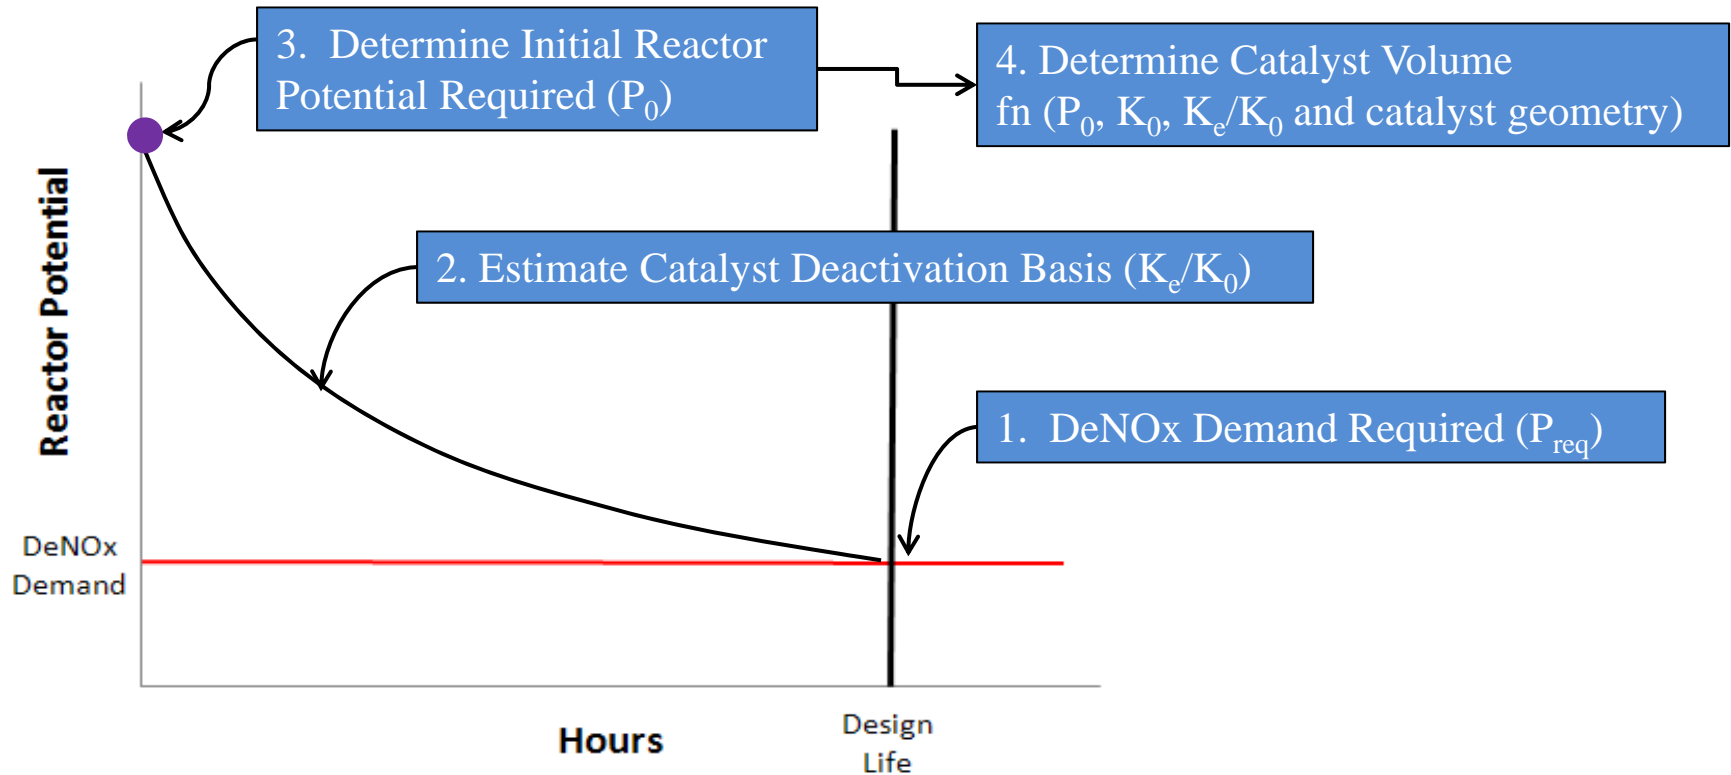 3.  Determine Initial Reactor
Potential Required (P₀)
4. Determine Catalyst Volume
fn (P₀, K₀, Kₑ/K₀ and catalyst geometry)
Reactor Potential
2. Estimate Catalyst Deactivation Basis (Kₑ/K₀)
1.  DeNOx Demand Required (P_req)
DeNOx
Demand
Hours
Design
Life